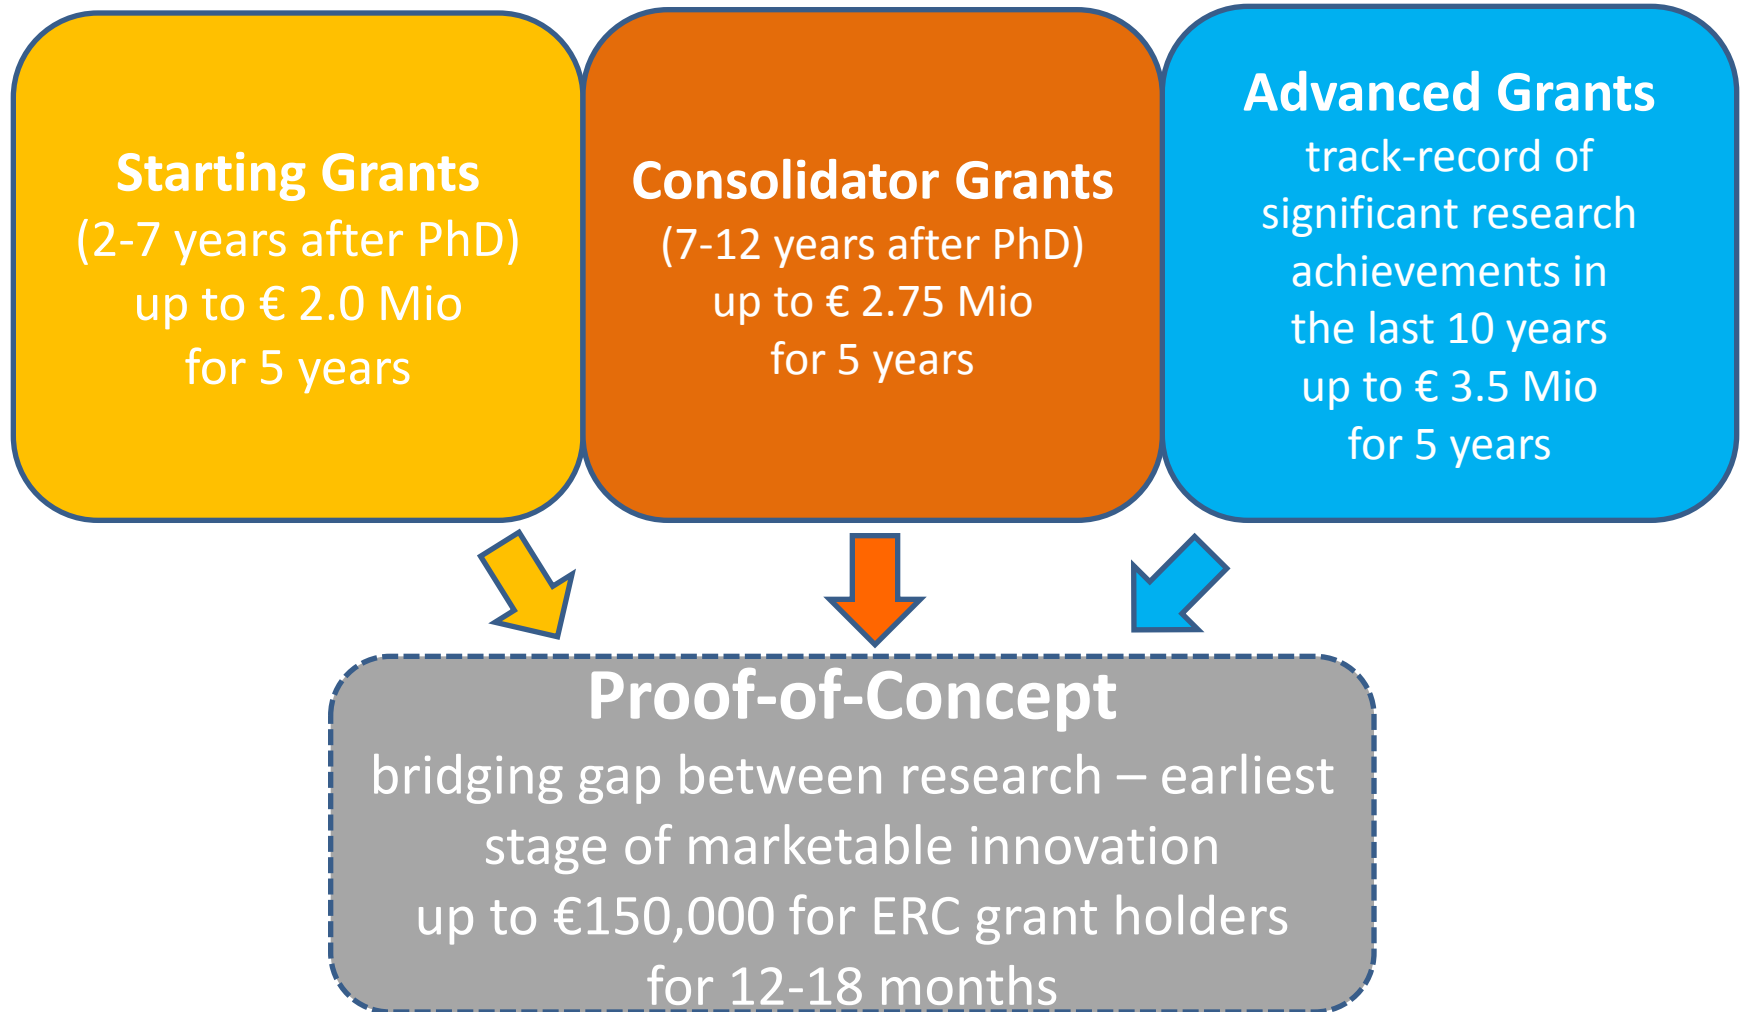 Starting Grants
(2-7 years after PhD)
up to € 2.0 Mio
for 5 years
Consolidator Grants
(7-12 years after PhD)
up to € 2.75 Mio
for 5 years
Advanced Grants
track-record of
significant research
achievements in
the last 10 years
up to € 3.5 Mio
for 5 years
Proof-of-Concept
bridging gap between research – earliest
stage of marketable innovation
up to €150,000 for ERC grant holders
for 12-18 months